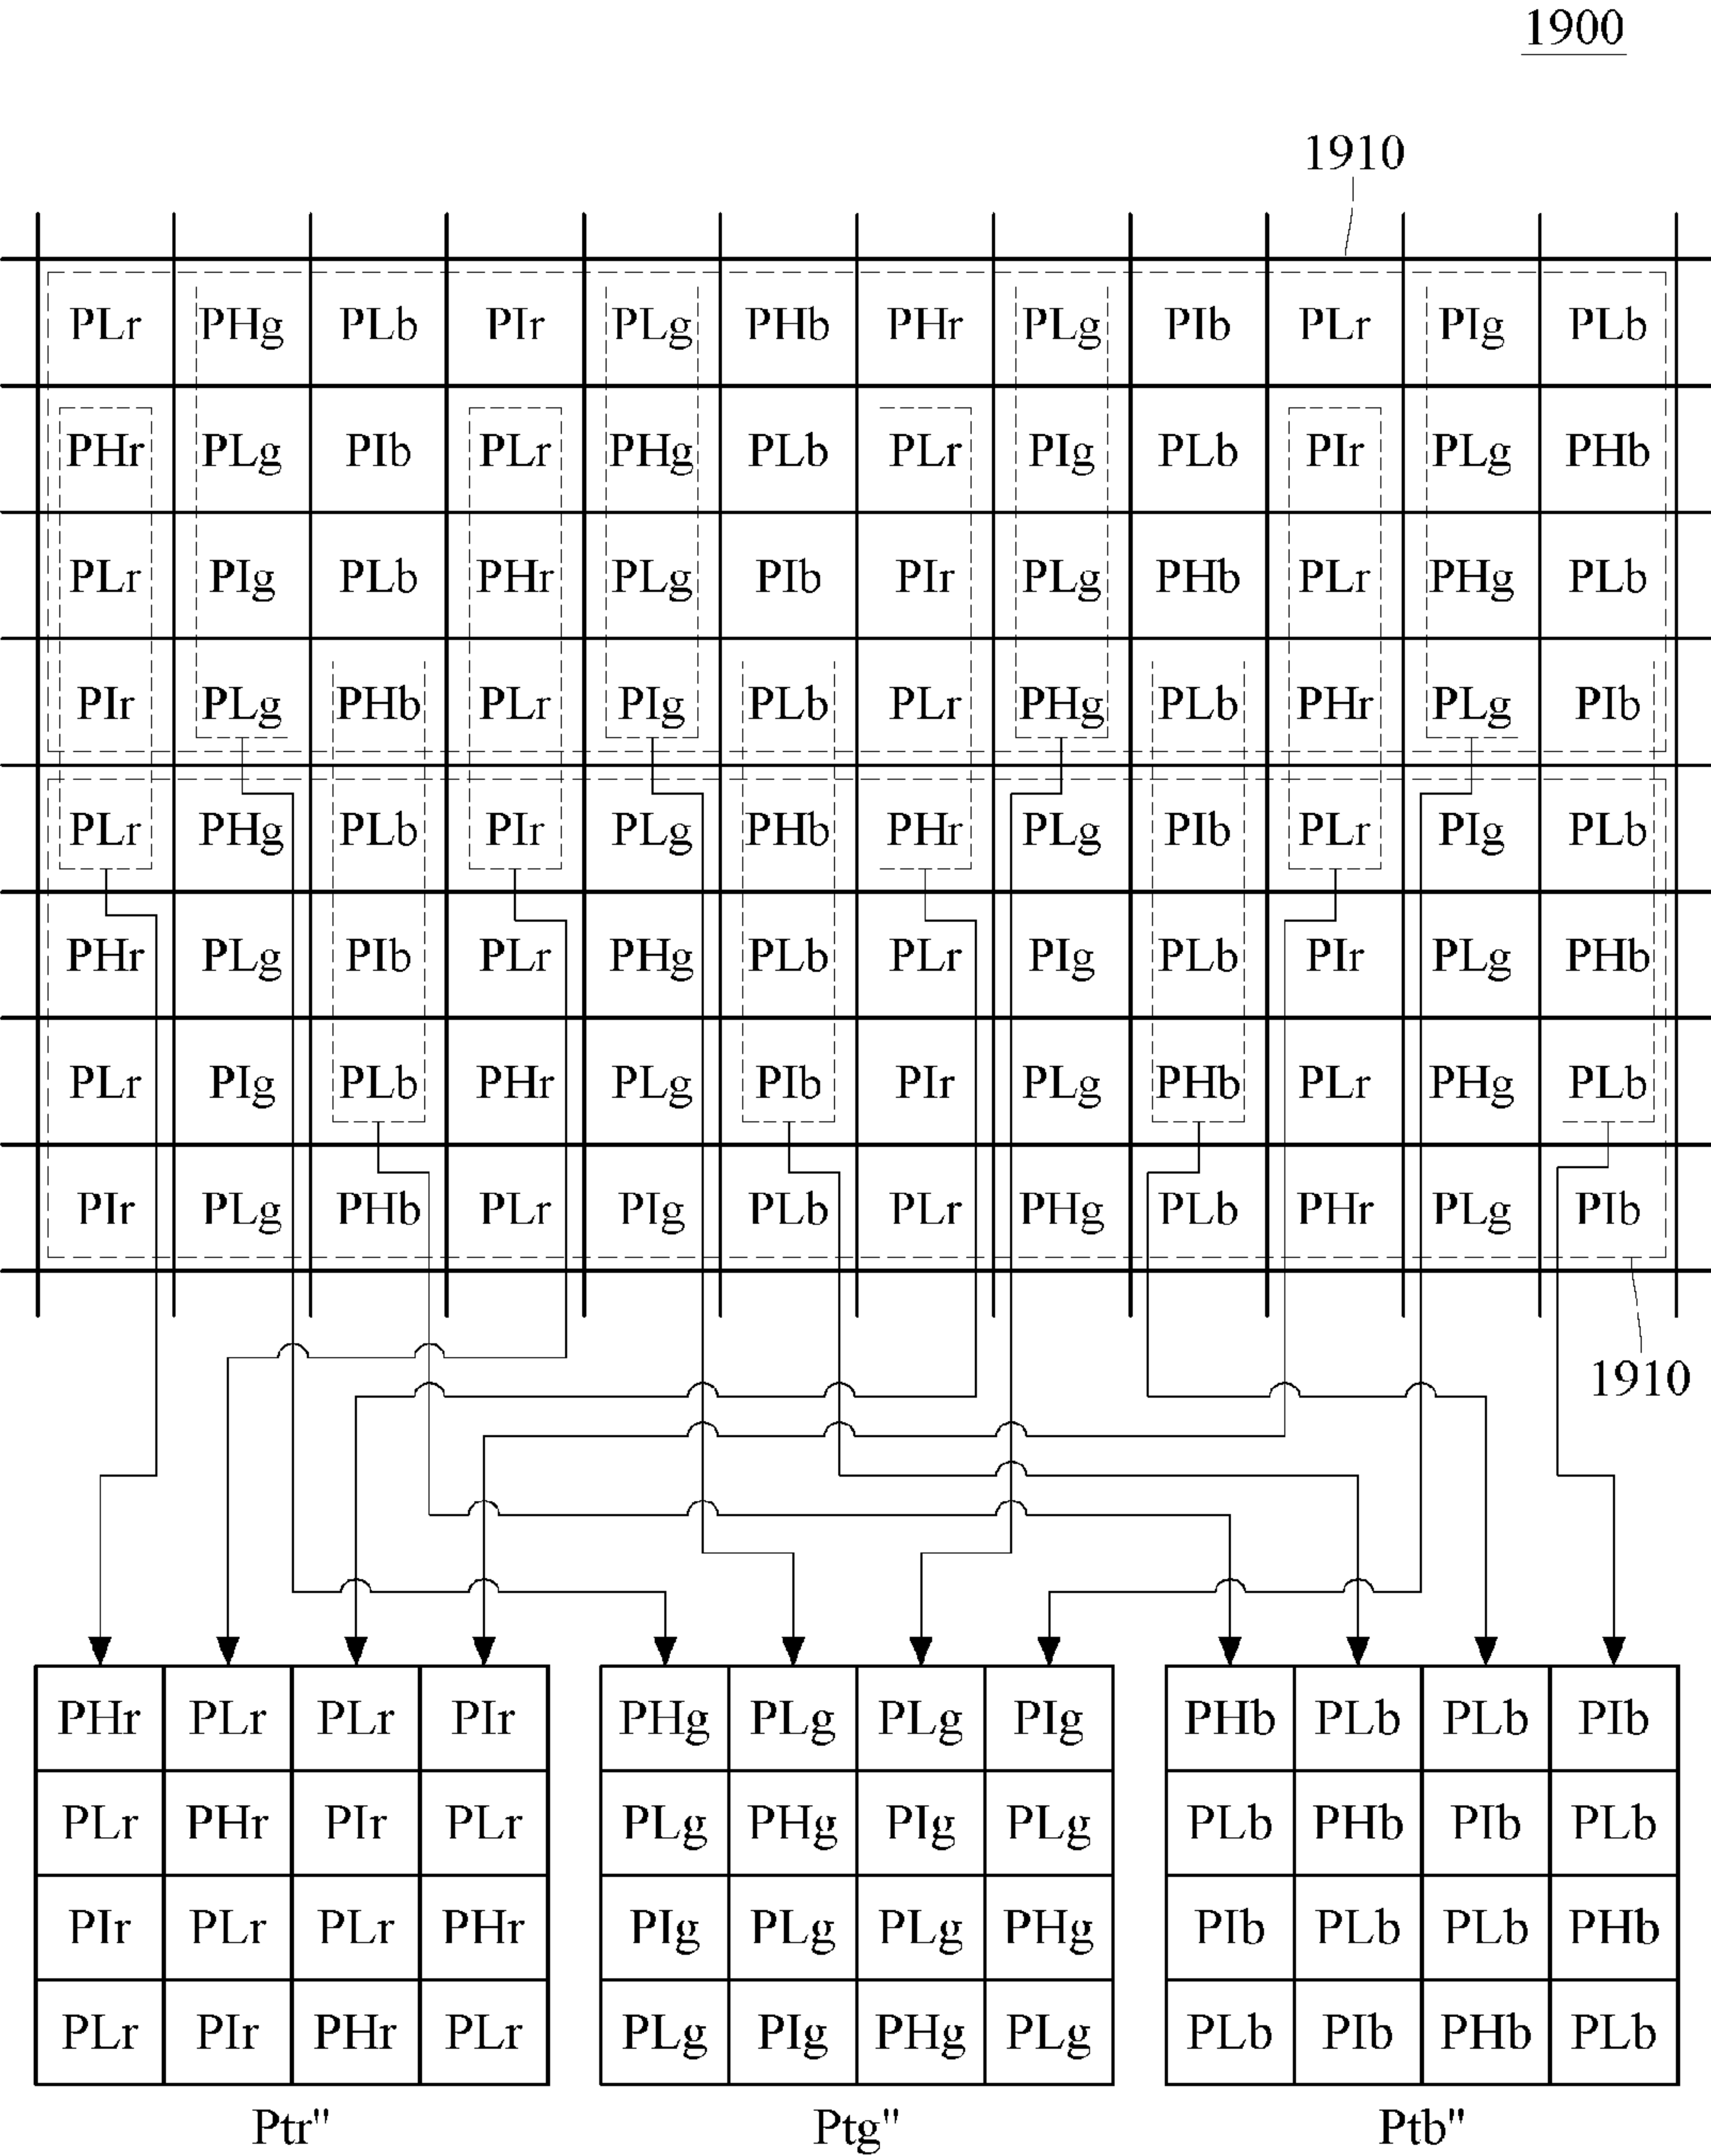 1900
1910
PLr PHg PLb PIr PLg PHb PHr PLg PIb PLr PIg PLb
PHr PLg PIb PLr PHg PLb PLr PIg PLb PIr PLg PHb
PLr PIg PLb PHr PLg PIb PIr PLg PHb PLr PHg PLb
PIr PLg PHb PLr PIg PLb PLr PHg PLb PHr PLg PIb
PLr PHg PLb PIr PLg PHb PHr PLg PIb PLr PIg PLb
PHr PLg PIb PLr PHg PLb PLr PIg PLb PIr PLg PHb
PLr PIg PLb PHr PLg PIb PIr PLg PHb PLr PHg PLb
PIr PLg PHb PLr PIg PLb PLr PHg PLb PHr PLg PIb
1910
PHr PLr PLr PIr PHg PLg PLg PIg PHb PLb PLb PIb
PLr PHr PIr PLr PLg PHg PIg PLg PLb PHb PIb PLb
PIr PLr PLr PHr PIg PLg PLg PHg PIb PLb PLb PHb
PLr PIr PHr PLr PLg PIg PHg PLg PLb PIb PHb PLb
Ptr" Ptg" Ptb"